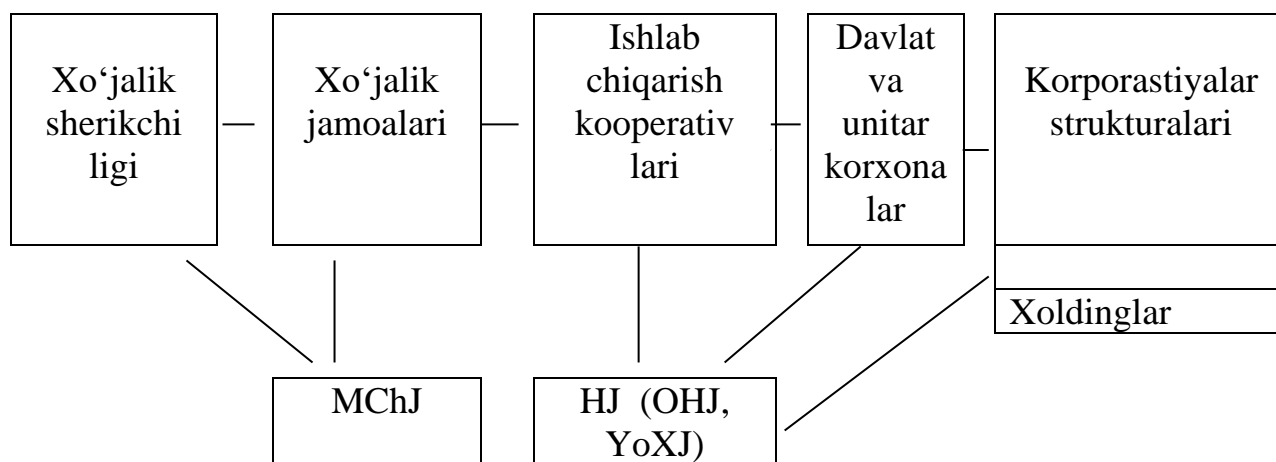 Xo‘jalik
sherikchi
ligi
Xo‘jalik
jamoalari
Ishlab
chiqarish
kooperativ
lari
Davlat
va
unitar
korxona
lar
Korporastiyalar
strukturalari
Xoldinglar
MChJ
HJ (OHJ,
YoXJ)